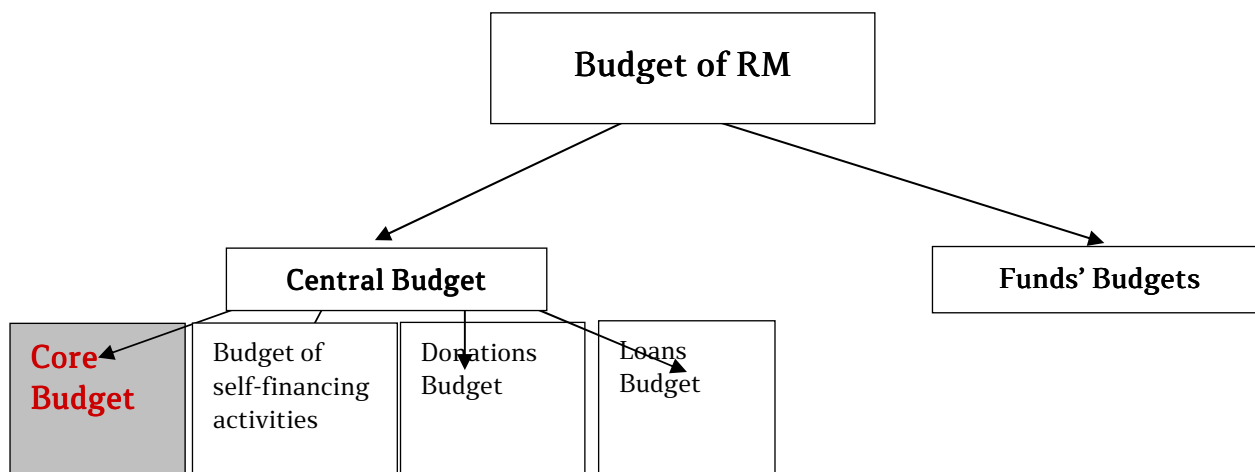 Budget of RM
Central Budget
Funds’ Budgets
Core
Budget
Budget of
self-financing
activities
Donations
Budget
Loans
Budget